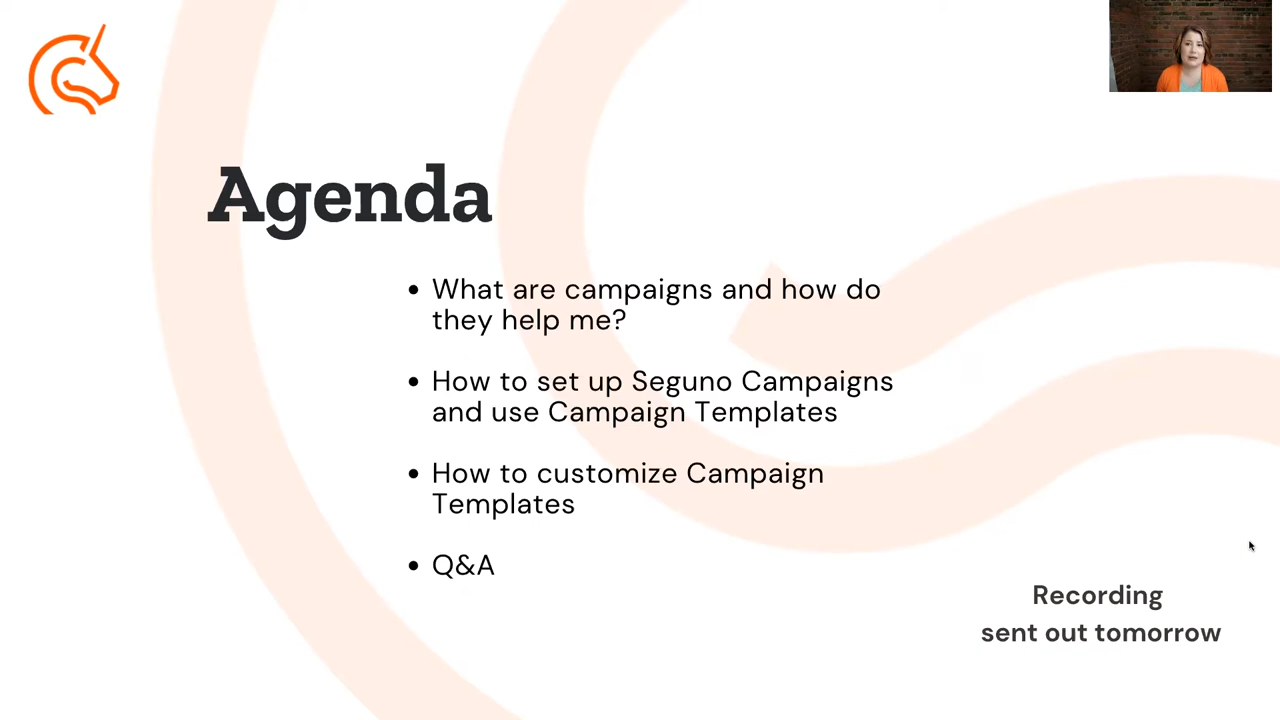 Agenda
• What are campaigns and how do
they help me?
• How to set up Seguno Campaigns
and use Campaign Templates
• How to customize Campaign
Templates
• Q&A
Recording
sent out tomorrow